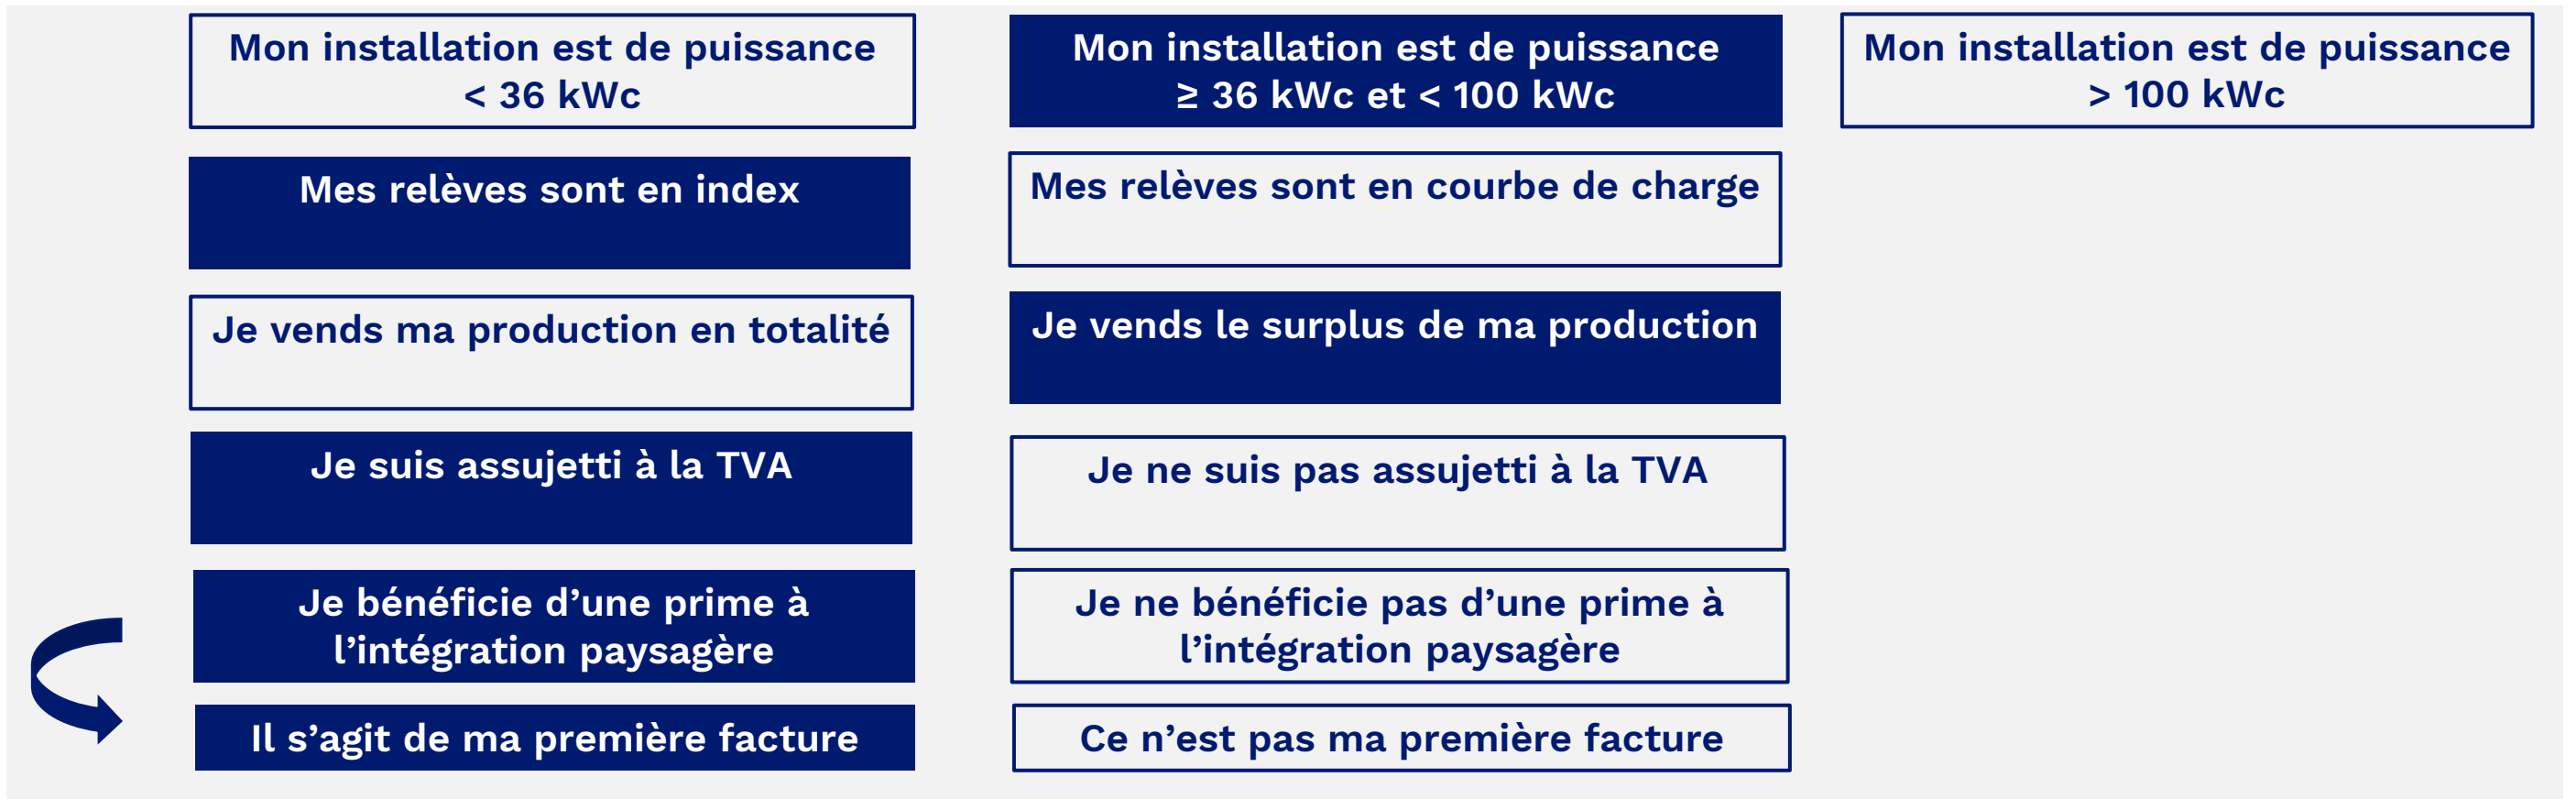 Mon installation est de puissance
< 36 kWc
Mon installation est de puissance
≥ 36 kWc et < 100 kWc
Mon installation est de puissance
> 100 kWc
Mes relèves sont en index
Mes relèves sont en courbe de charge
Je vends ma production en totalité
Je vends le surplus de ma production
Je suis assujetti à la TVA
Je ne suis pas assujetti à la TVA
Je bénéficie d’une prime à
l’intégration paysagère
Je ne bénéficie pas d’une prime à
l’intégration paysagère
Il s’agit de ma première facture
Ce n’est pas ma première facture